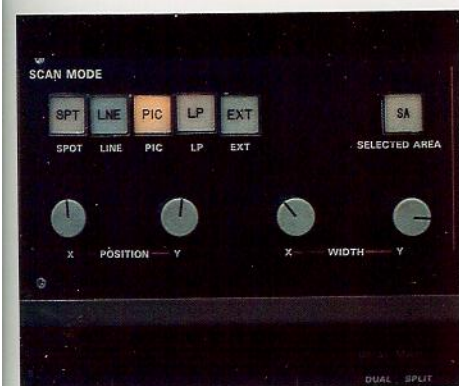 SCAN MODE
SPT LNE PIC LP EXT SA
SPOT LINE PIC LP EXT SELECTED AREA
X POSITION Y X WIDTH Y
DUAL SPLIT